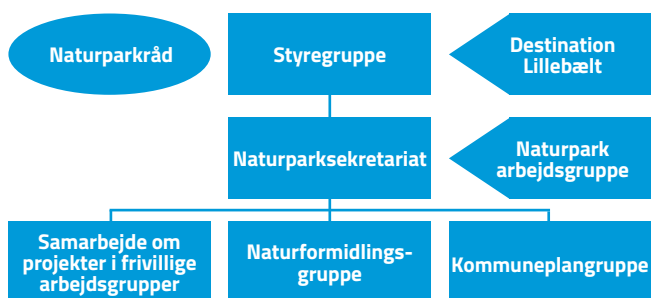 Naturparkråd
Styregruppe
Destination
Lillebælt
Naturparksekretariat
Naturpark
arbejdsgruppe
Samarbejde om
projekter i frivillige
arbejdsgrupper
Naturformidlings-
gruppe
Kommuneplangruppe